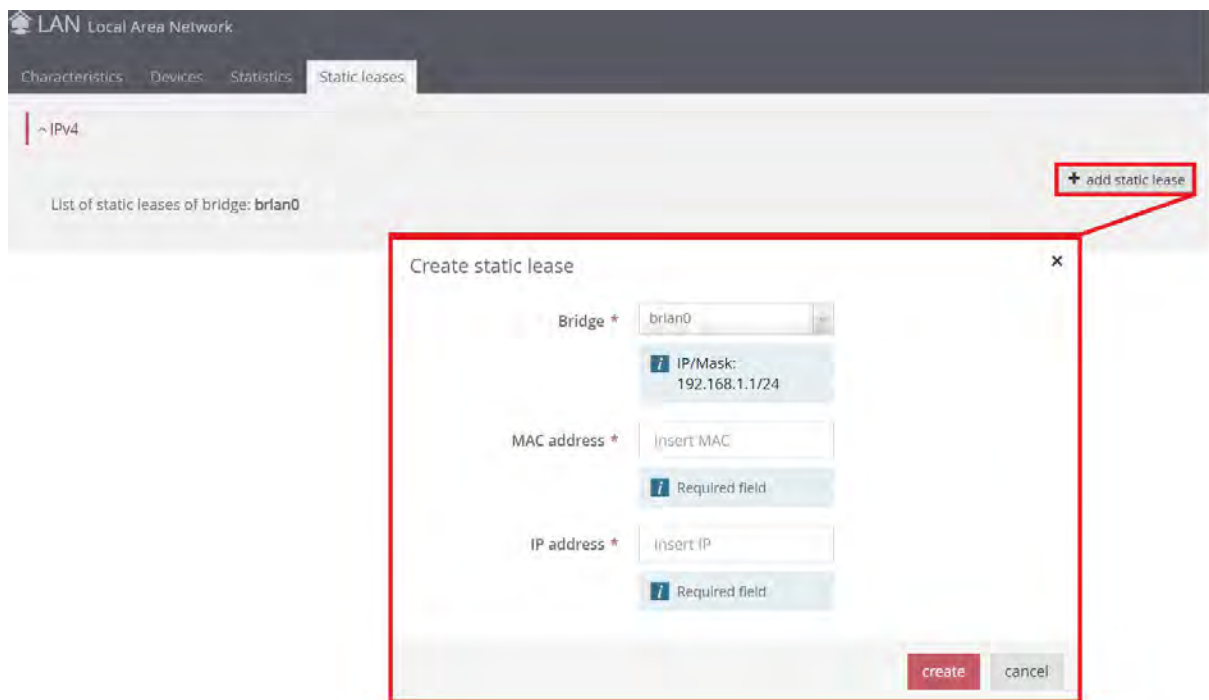 LAN Local Area Network
Characteristics Devices Statistics Static leases
IPv4
+ add static lease
List of static leases of bridge: brlan0
Create static lease ×
Bridge * brlan0
i IP/Mask:
192.168.1.1/24
MAC address * insert MAC
i Required field
IP address * insert IP
i Required field
create cancel